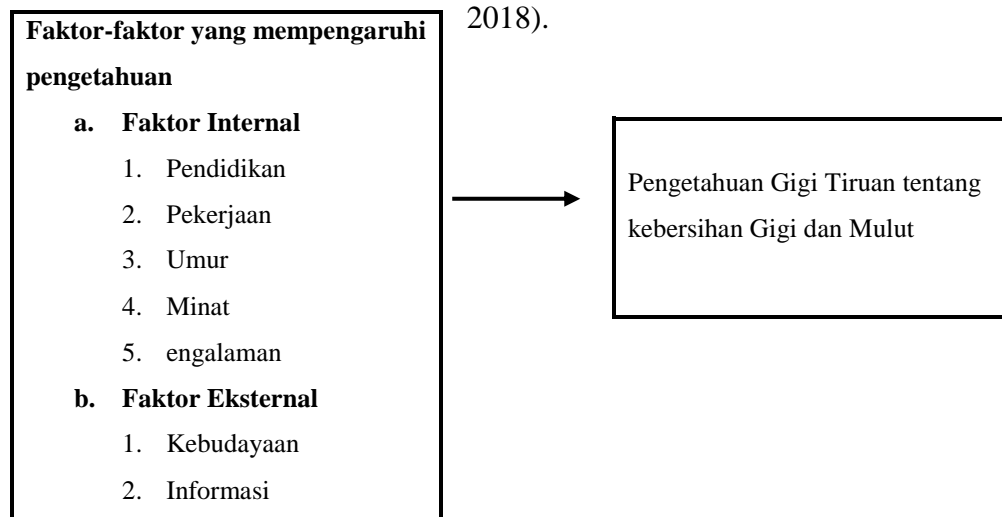 2018).
Faktor-faktor yang mempengaruhi
pengetahuan
a. Faktor Internal
1. Pendidikan
2. Pekerjaan
3. Umur
4. Minat
5. engalaman
b. Faktor Eksternal
1. Kebudayaan
2. Informasi
Pengetahuan Gigi Tiruan tentang
kebersihan Gigi dan Mulut